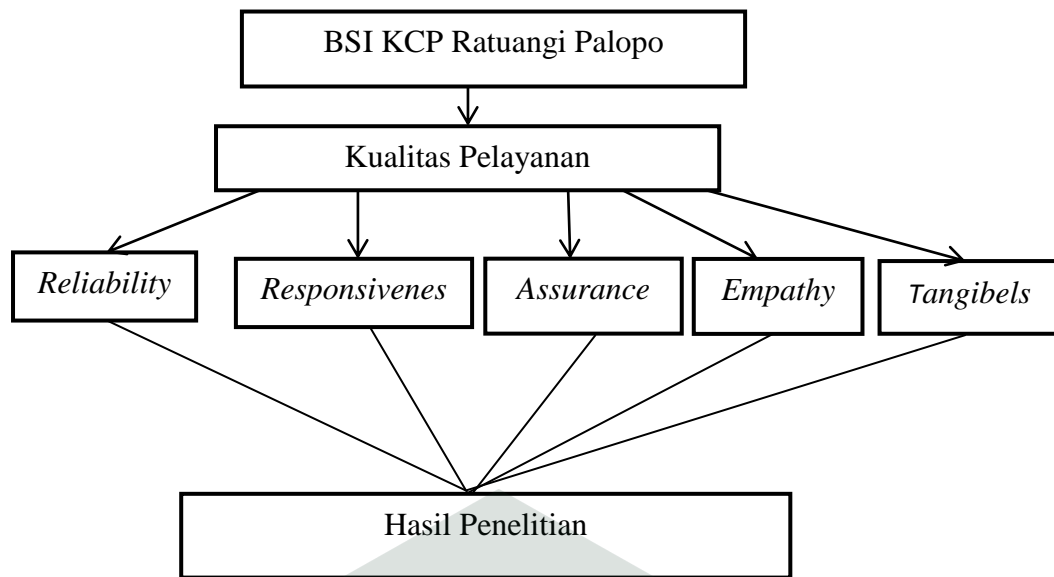 BSI KCP Ratuangi Palopo
Kualitas Pelayanan
Reliability
Responsivenes
Assurance
Empathy
Tangibels
Hasil Penelitian